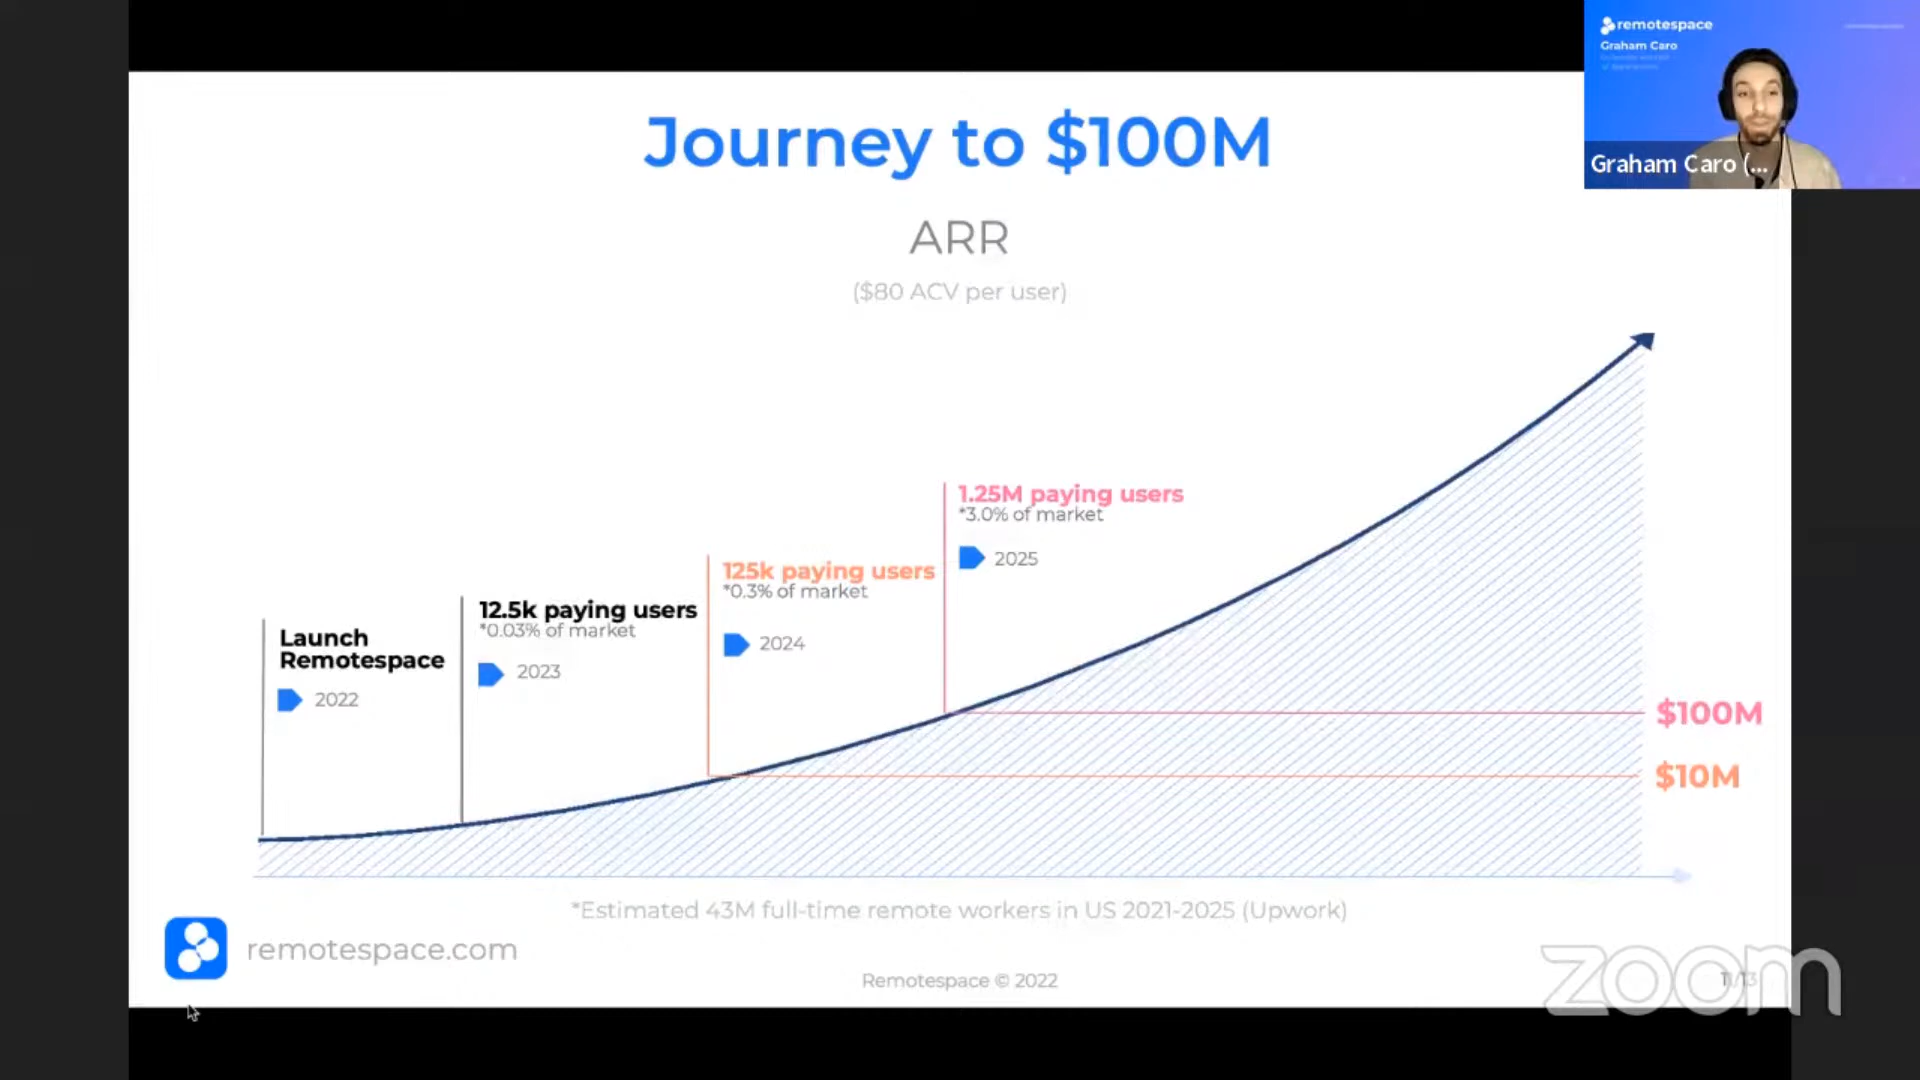 remotespace
Graham Caro
Graham Caro (...
Journey to $100M
ARR
($80 ACV per user)
1.25M paying users
*3.0% of market
2025
125k paying users
*0.3% of market
2024
12.5k paying users
*0.03% of market
2023
Launch
Remotespace
2022
$100M
$10M
*Estimated 43M full-time remote workers in US 2021-2025 (Upwork)
remotespace.com
Remotespace © 2022
11/13
zoom